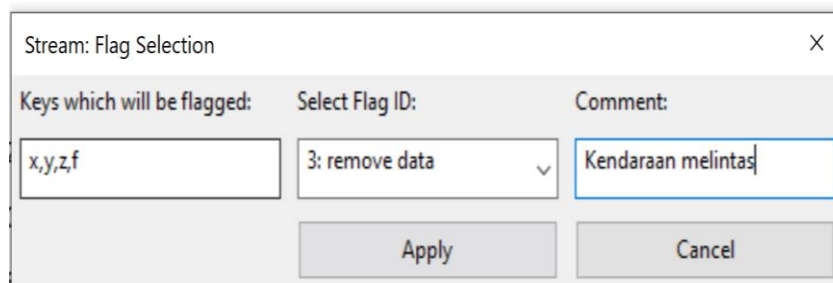 Stream: Flag Selection
X
Keys which will be flagged: Select Flag ID: Comment:
x,y,z,f 3: remove data Kendaraan melintas
Apply Cancel